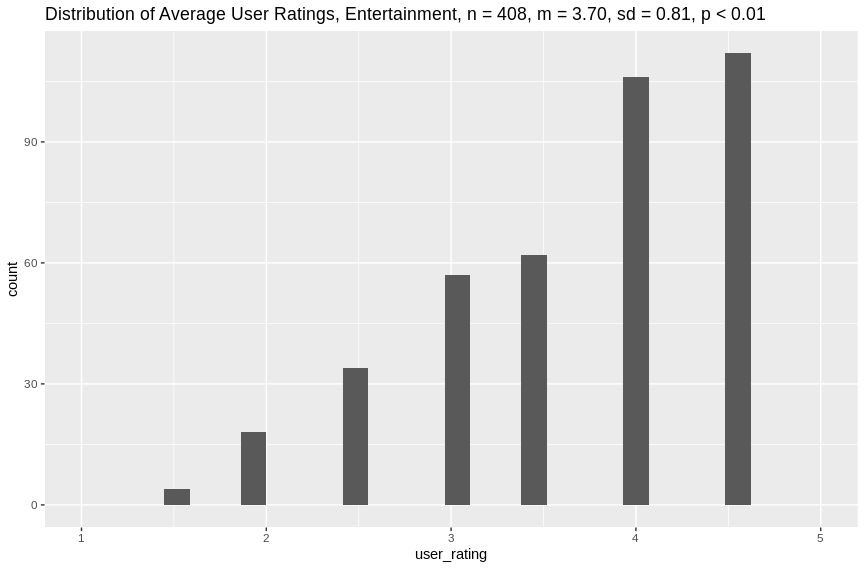 Distribution of Average User Ratings, Entertainment, n = 408, m = 3.70, sd = 0.81, p < 0.01
count
90
60
30
0
1 2 3 4 5
user_rating